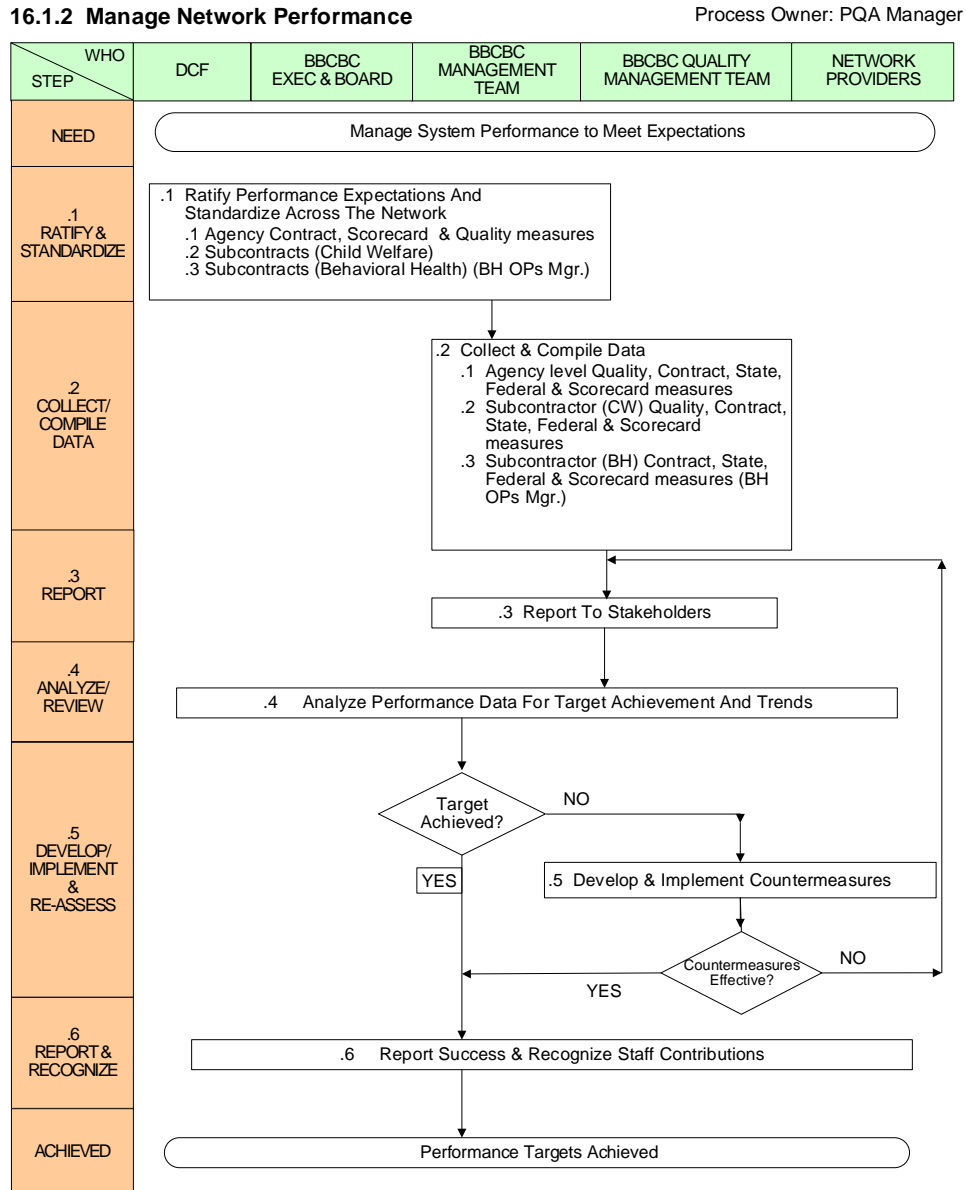 16.1.2 Manage Network Performance
Process Owner: PQA Manager
WHO
STEP
DCF
BBCBC
EXEC & BOARD
BBCBC
MANAGEMENT
TEAM
BBCBC QUALITY
MANAGEMENT TEAM
NETWORK
PROVIDERS
NEED
Manage System Performance to Meet Expectations
.1
RATIFY &
STANDARDIZE
.1 Ratify Performance Expectations And
Standardize Across The Network
.1 Agency Contract, Scorecard & Quality measures
.2 Subcontracts (Child Welfare)
.3 Subcontracts (Behavioral Health) (BH OPs Mgr.)
.2
COLLECT/
COMPILE
DATA
.2 Collect & Compile Data
.1 Agency level Quality, Contract, State,
Federal & Scorecard measures
.2 Subcontractor (CW) Quality, Contract,
State, Federal & Scorecard
measures
.3 Subcontractor (BH) Contract, State,
Federal & Scorecard measures (BH
OPs Mgr.)
.3
REPORT
.3 Report To Stakeholders
.4
ANALYZE/
REVIEW
.4 Analyze Performance Data For Target Achievement And Trends
.5
DEVELOP/
IMPLEMENT
&
RE-ASSESS
Target
Achieved?
NO
YES
.5 Develop & Implement Countermeasures
Countermeasures
Effective?
NO
YES
.6
REPORT &
RECOGNIZE
.6 Report Success & Recognize Staff Contributions
ACHIEVED
Performance Targets Achieved